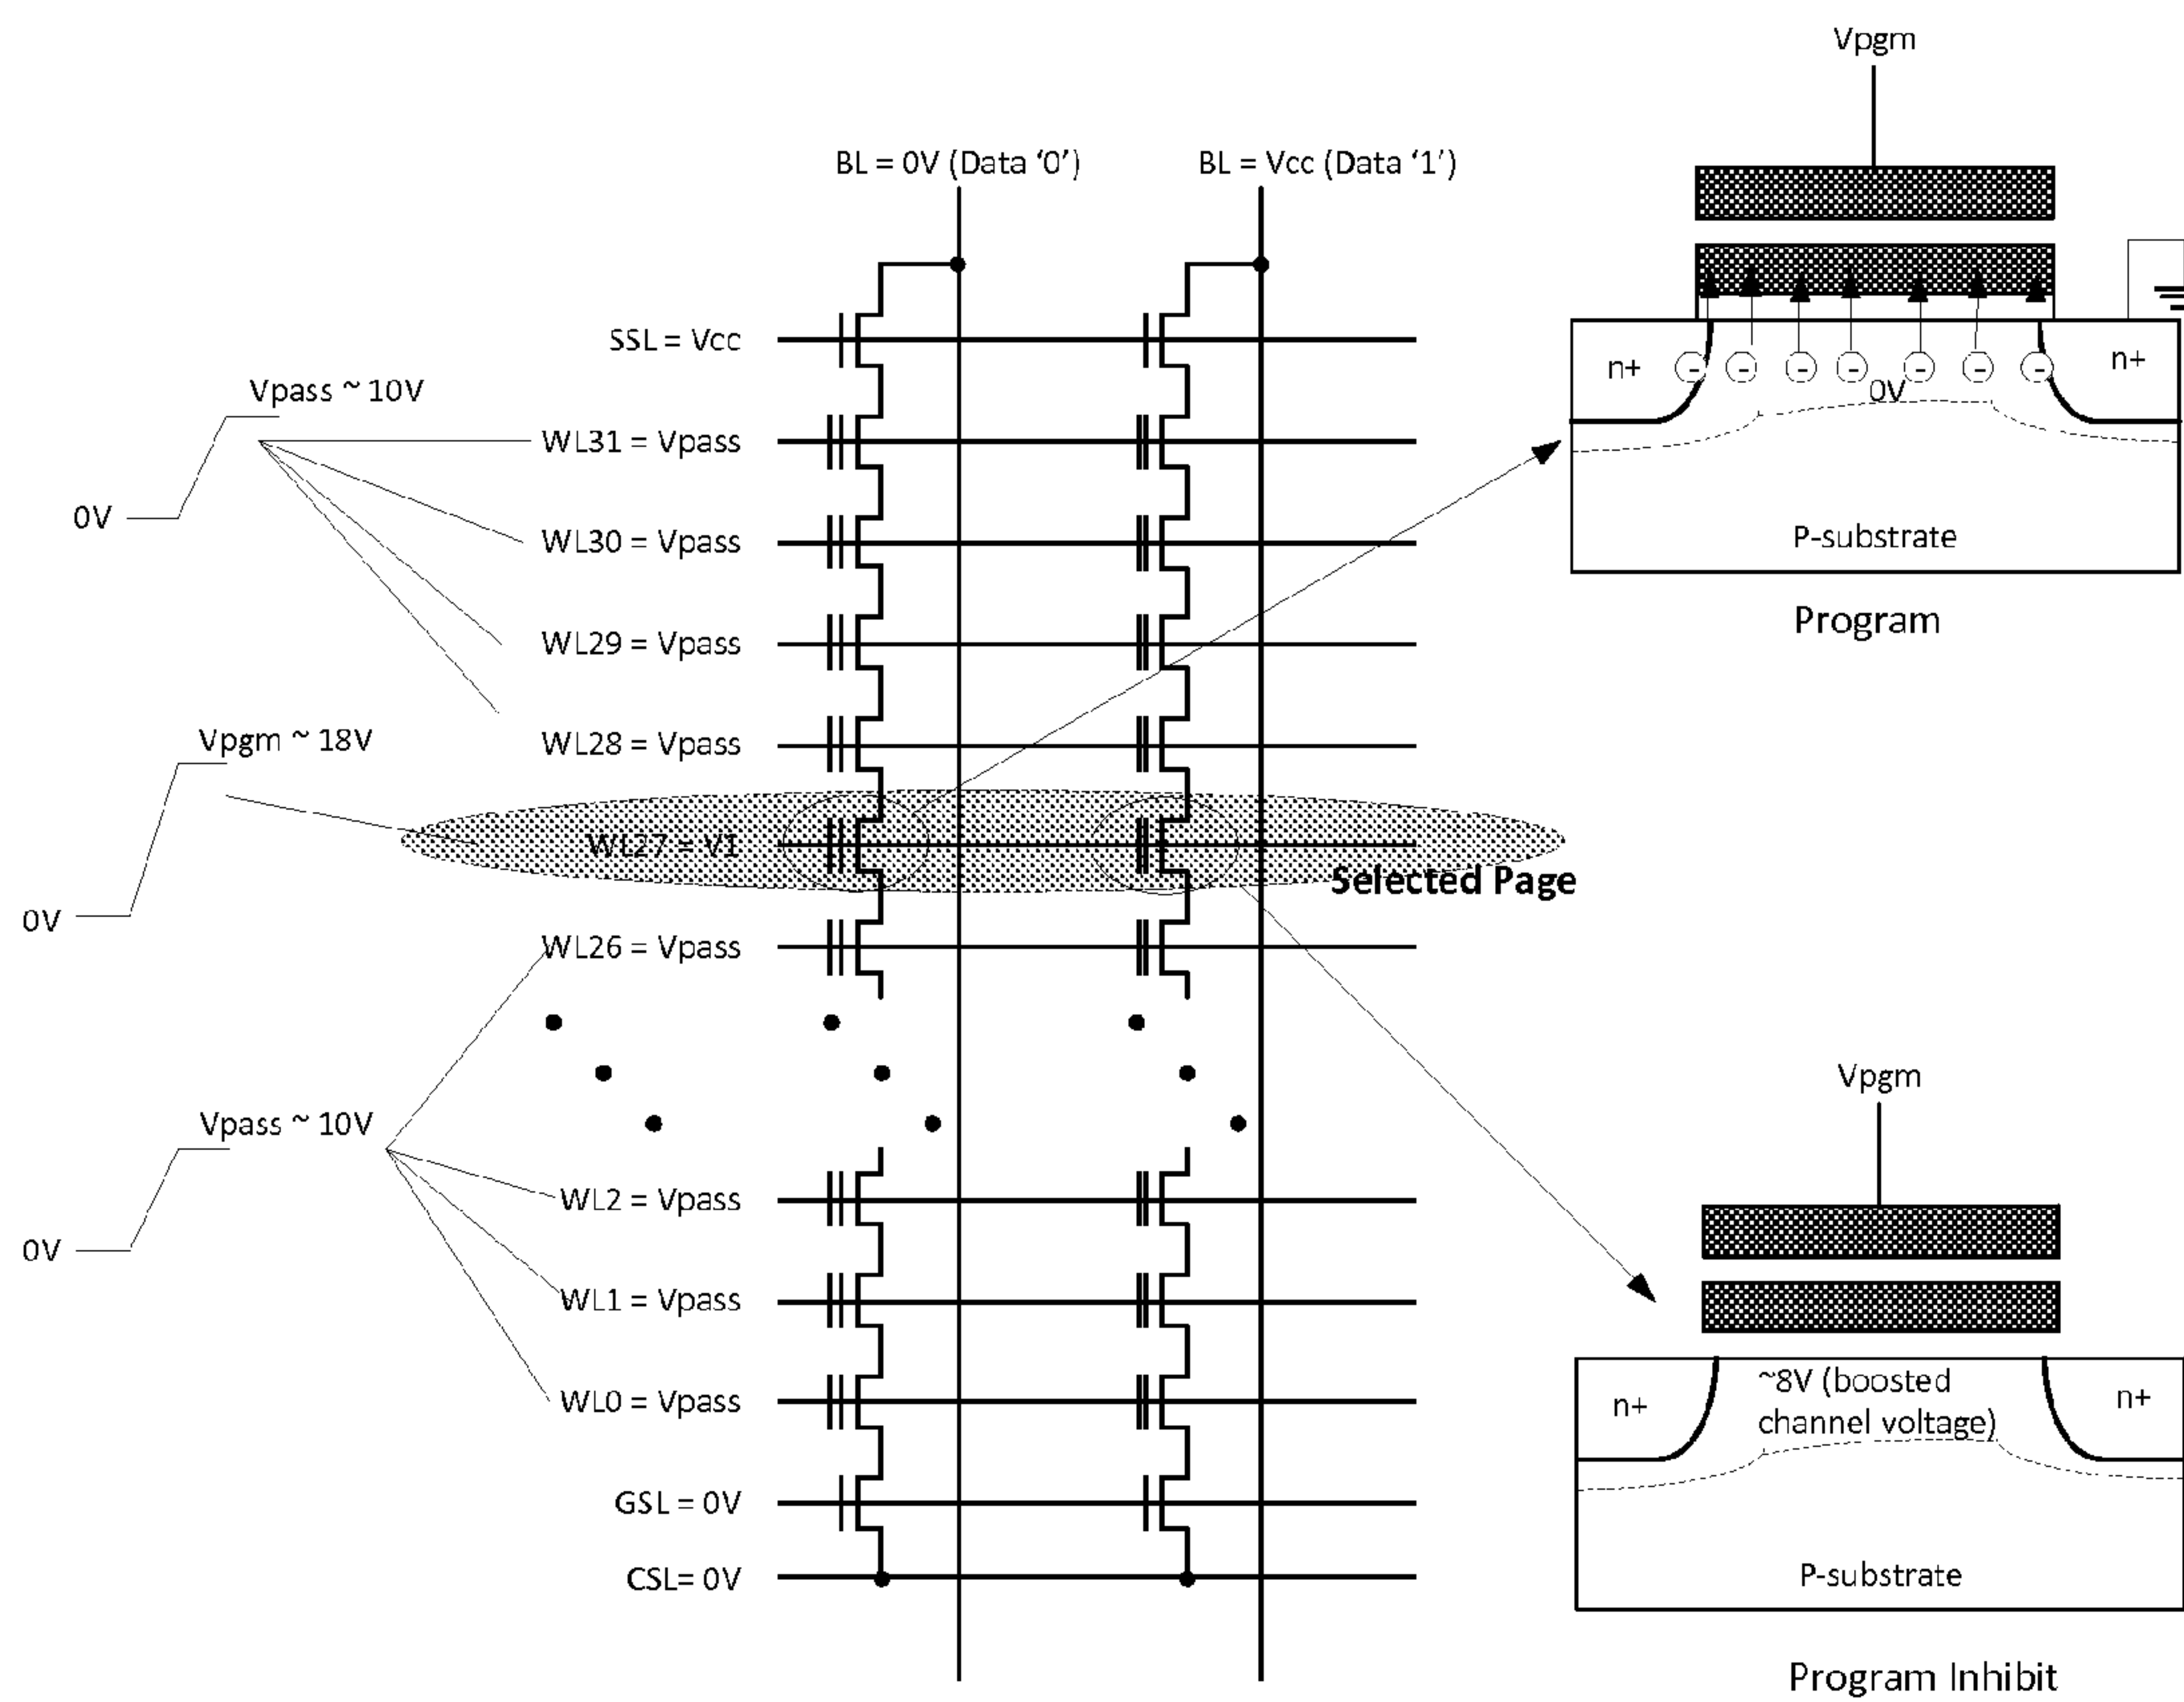 Vpgm
BL = 0V (Data ‘0’)
BL = Vcc (Data ‘1’)
SSL = Vcc
Vpass ~ 10V
0V
WL31 = Vpass
WL30 = Vpass
WL29 = Vpass
WL28 = Vpass
n+
- - - - - - -
0V
n+
P-substrate
Program
Vpgm ~ 18V
0V
WL27 = V1
Selected Page
WL26 = Vpass
Vpass ~ 10V
0V
WL2 = Vpass
WL1 = Vpass
WL0 = Vpass
GSL = 0V
CSL= 0V
Vpgm
n+
~8V (boosted
channel voltage)
n+
P-substrate
Program Inhibit